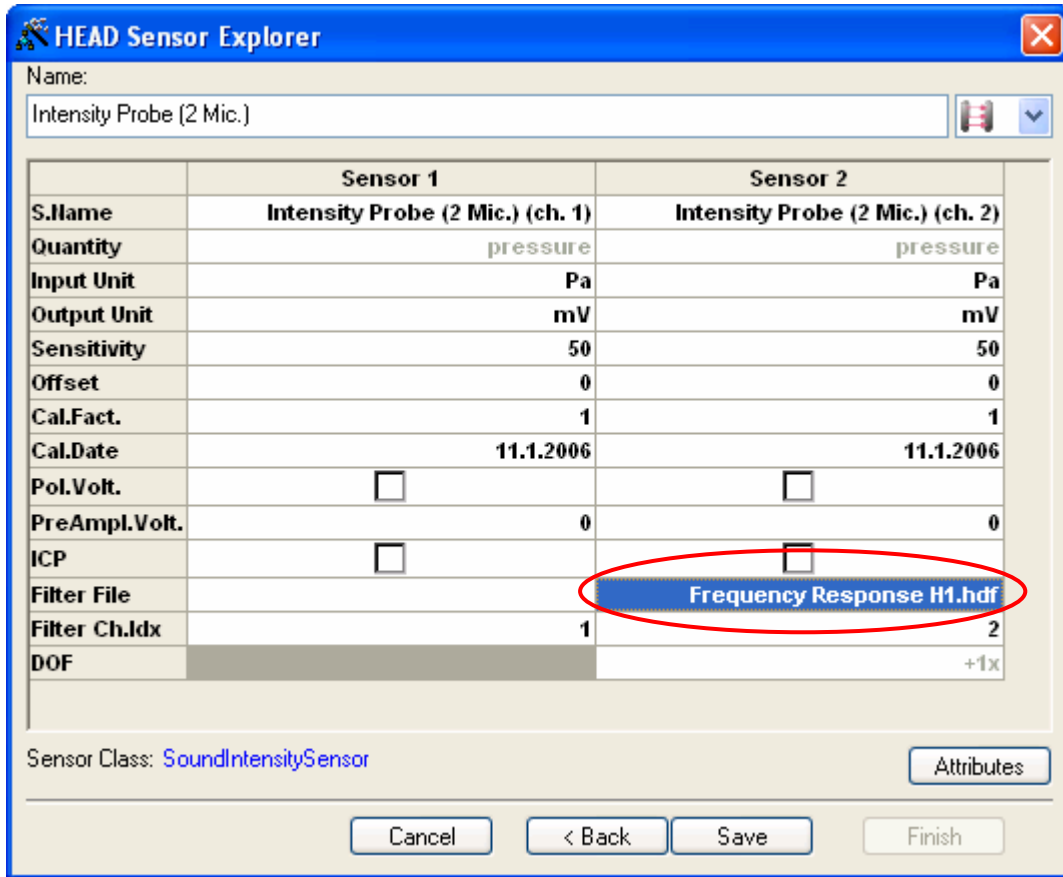 HEAD Sensor Explorer
Name:
Intensity Probe (2 Mic.)
Sensor 1 Sensor 2
S.Name Intensity Probe (2 Mic.) (ch. 1) Intensity Probe (2 Mic.) (ch. 2)
Quantity pressure pressure
Input Unit Pa Pa
Output Unit mV mV
Sensitivity 50 50
Offset 0 0
Cal.Fact. 1 1
Cal.Date 11.1.2006 11.1.2006
Pol.Volt.
PreAmpl.Volt. 0 0
ICP
Filter File Frequency Response H1.hdf
Filter Ch.Idx 1 2
DOF +1x
Sensor Class: SoundIntensitySensor Attributes
Cancel < Back Save Finish